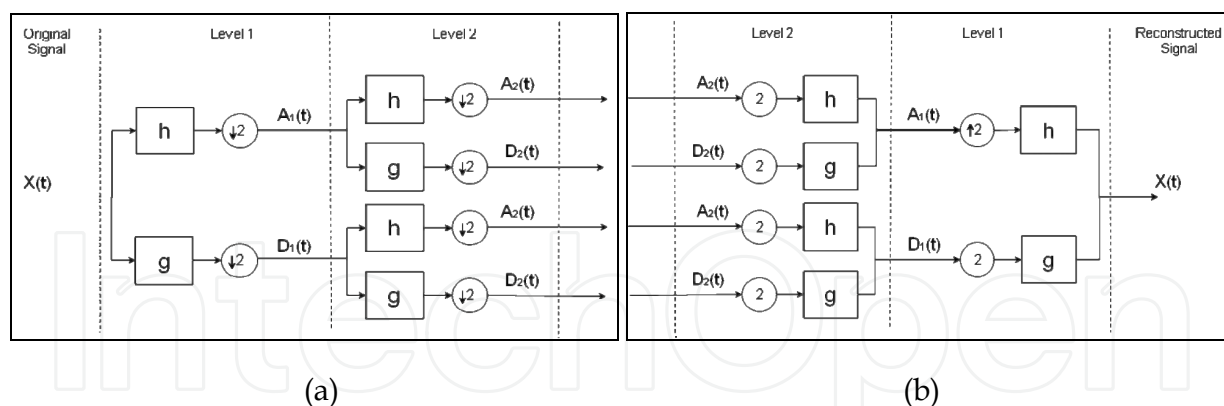 Original
Signal
Level 1
Level 2
X(t)
h
↓2
A₁(t)
g
↓2
D₁(t)
h
↓2
A₂(t)
g
↓2
D₂(t)
h
↓2
A₂(t)
g
↓2
D₂(t)
(a)
Level 2
Level 1
Reconstructed
Signal
A₂(t)
2
h
D₂(t)
2
g
A₂(t)
2
h
D₂(t)
2
g
A₁(t)
↑2
h
D₁(t)
2
g
X(t)
(b)
IntechOpen